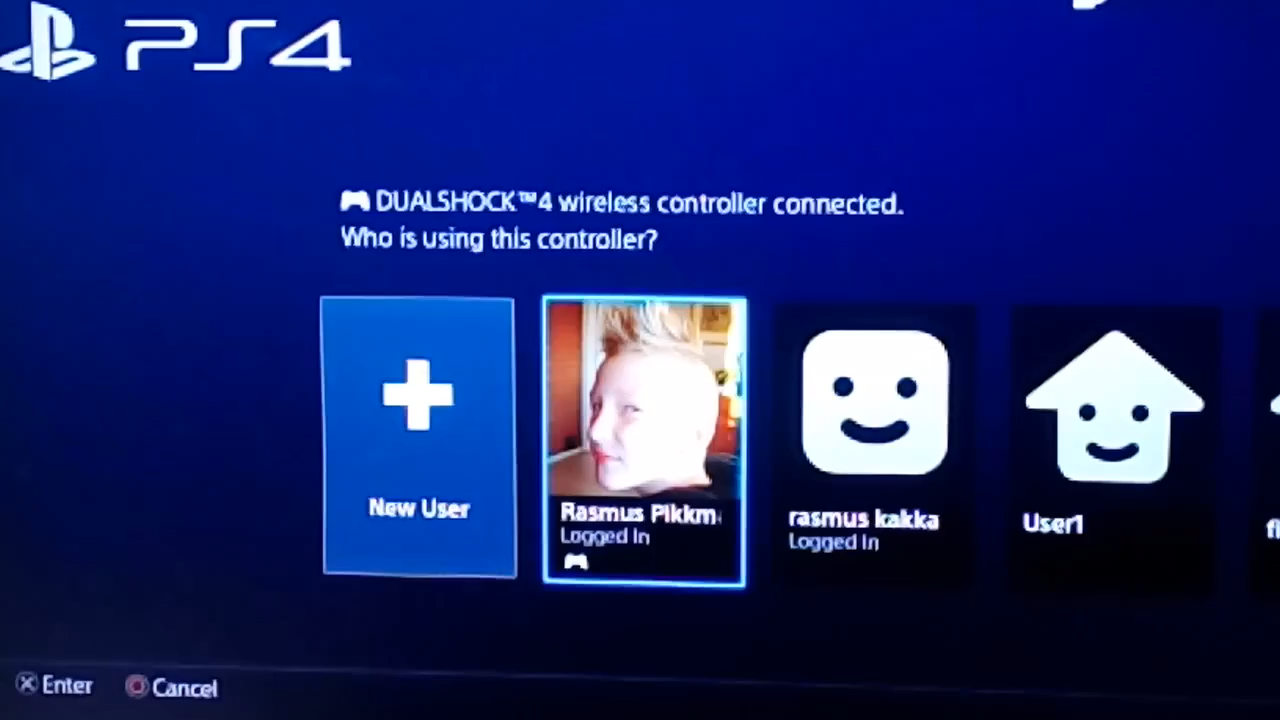 PS4
DUALSHOCK™4 wireless controller connected.
Who is using this controller?
New User
Rasmus Pikkm
Logged In
rasmus kakka
Logged In
User1
Enter
Cancel